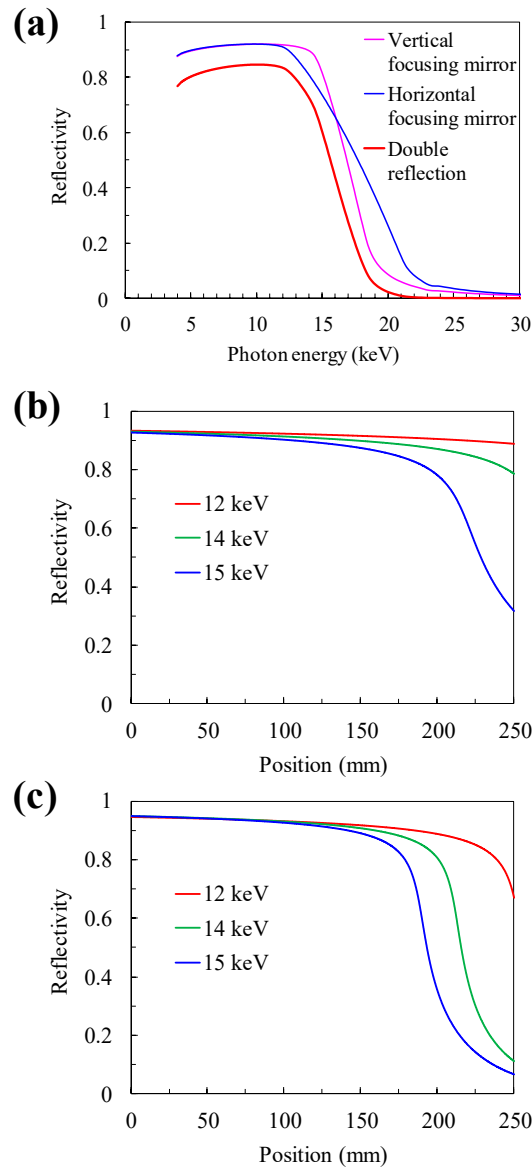 (a)
1
0.8
0.6
0.4
0.2
0
Reflectivity
Vertical
focusing mirror
Horizontal
focusing mirror
Double
reflection
0 5 10 15 20 25 30
Photon energy (keV)
(b)
1
0.8
0.6
0.4
0.2
0
Reflectivity
12 keV
14 keV
15 keV
0 50 100 150 200 250
Position (mm)
(c)
1
0.8
0.6
0.4
0.2
0
Reflectivity
12 keV
14 keV
15 keV
0 50 100 150 200 250
Position (mm)